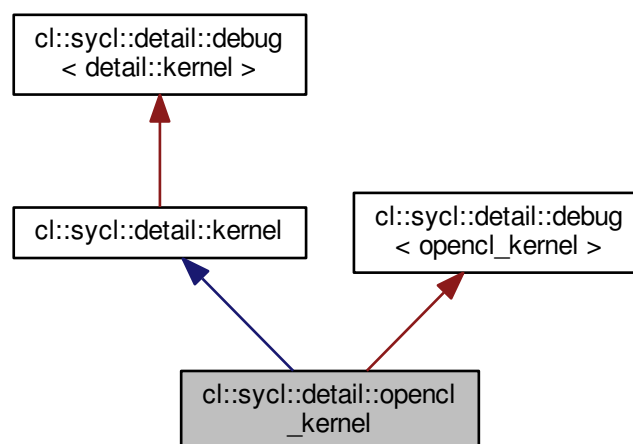 cl::sycl::detail::debug
< detail::kernel >
cl::sycl::detail::kernel
cl::sycl::detail::debug
< opencl_kernel >
cl::sycl::detail::opencl
_kernel